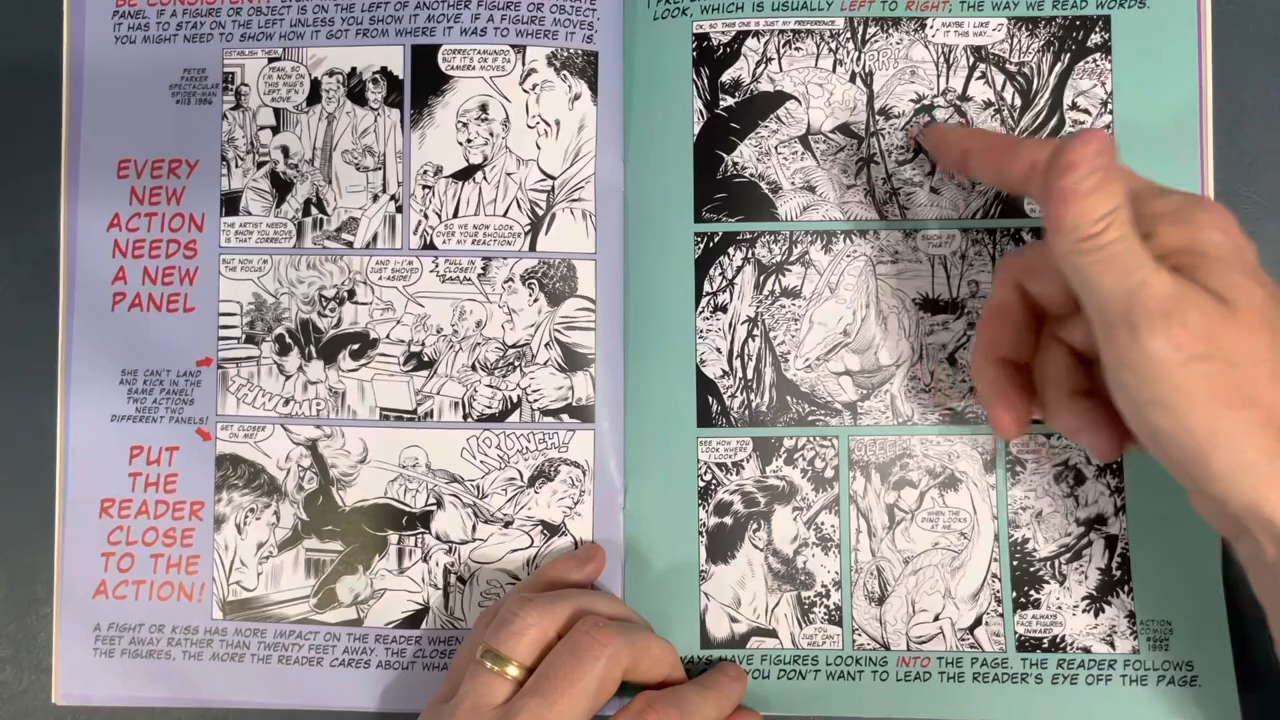 PANEL. IF A FIGURE OR OBJECT IS ON THE LEFT OF ANOTHER FIGURE OR OBJECT,
IT HAS TO STAY ON THE LEFT UNLESS YOU SHOW IT MOVE. IF A FIGURE MOVES,
YOU MIGHT NEED TO SHOW HOW IT GOT FROM WHERE IT WAS TO WHERE IT IS.
PETER
PARKER
SPECTACULAR
SPIDER-MAN
#113 1986
ESTABLISH THEM.
YEAH, SO
I'M NOW ON
THIS MUG'S
LEFT. IF'N I
MOVE...
THE ARTIST NEEDS
TO SHOW YOU MOVE,
IS THAT CORRECT?
CORRECTAMUNDO.
BUT IT'S OK IF DA
CAMERA MOVES.
SO WE NOW LOOK
OVER YOUR SHOULDER
AT MY REACTION!
EVERY
NEW
ACTION
NEEDS
A NEW
PANEL
BUT NOW I'M
THE FOCUS!
AND I-I'M
JUST SHOVED
A-ASIDE!
PULL IN
CLOSE!!
THWUMP
SHE CAN'T LAND
AND KICK IN THE
SAME PANEL!
TWO ACTIONS
NEED TWO
DIFFERENT PANELS!
PUT
THE
READER
CLOSE
TO THE
ACTION!
GET CLOSER
ON ME!
KRUNCH!
A FIGHT OR KISS HAS MORE IMPACT ON THE READER WHEN
FEET AWAY RATHER THAN TWENTY FEET AWAY. THE CLOSE
THE FIGURES, THE MORE THE READER CARES ABOUT WHA
LOOK, WHICH IS USUALLY LEFT TO RIGHT; THE WAY WE READ WORDS.
OK, SO THIS ONE IS JUST MY PREFERENCE...
MAYBE I LIKE
IT THIS WAY...
YURR!
SUCK
THAT!
SEE HOW YOU
LOOK WHERE
I LOOK?
YOU
JUST CAN'T
HELP IT!
WHEN THE
DINO LOOKS
AT ME...
SO ALWAYS
FACE FIGURES
INWARD.
ACTION
COMICS
#664
1992
HAVE FIGURES LOOKING INTO THE PAGE. THE READER FOLLOWS
YOU DON'T WANT TO LEAD THE READER'S EYE OFF THE PAGE.